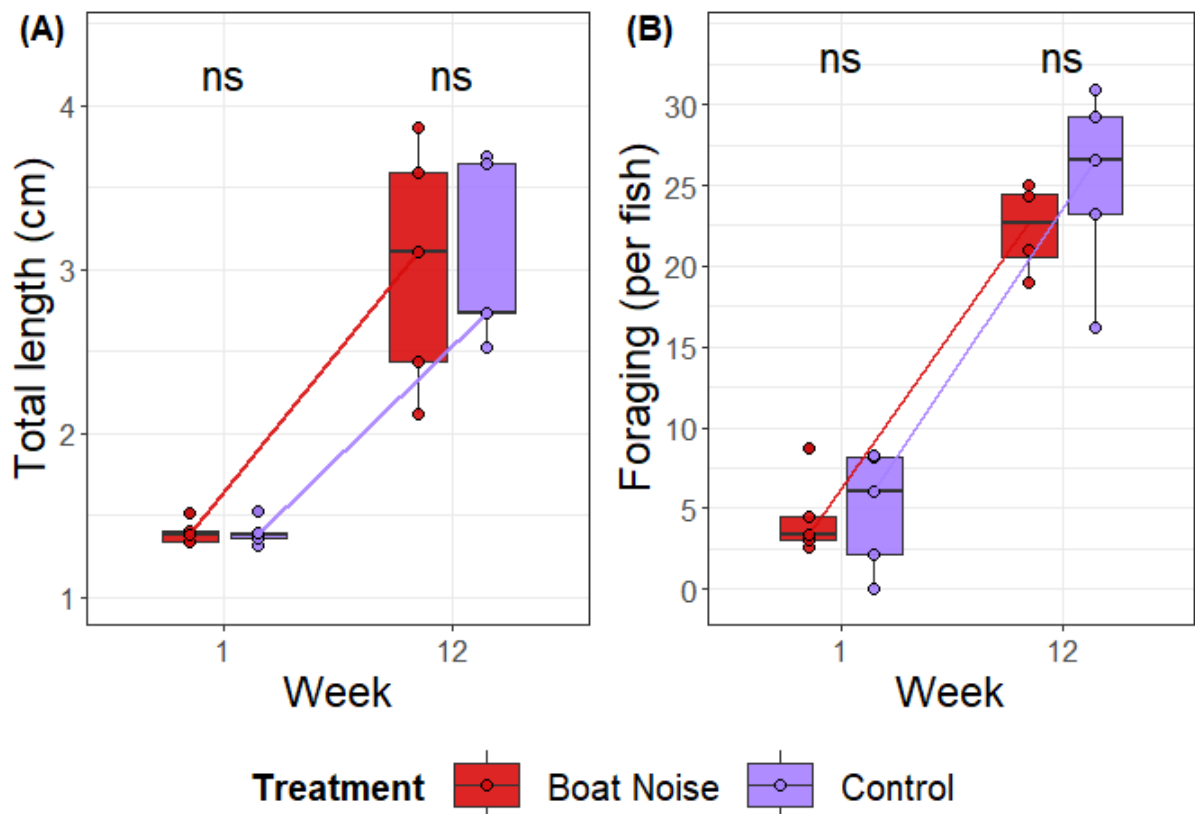 (A)
ns ns
Total length (cm)
4
3
2
1
1 12
Week
(B)
ns ns
Foraging (per fish)
30
25
20
15
10
5
0
1 12
Week
Treatment Boat Noise Control